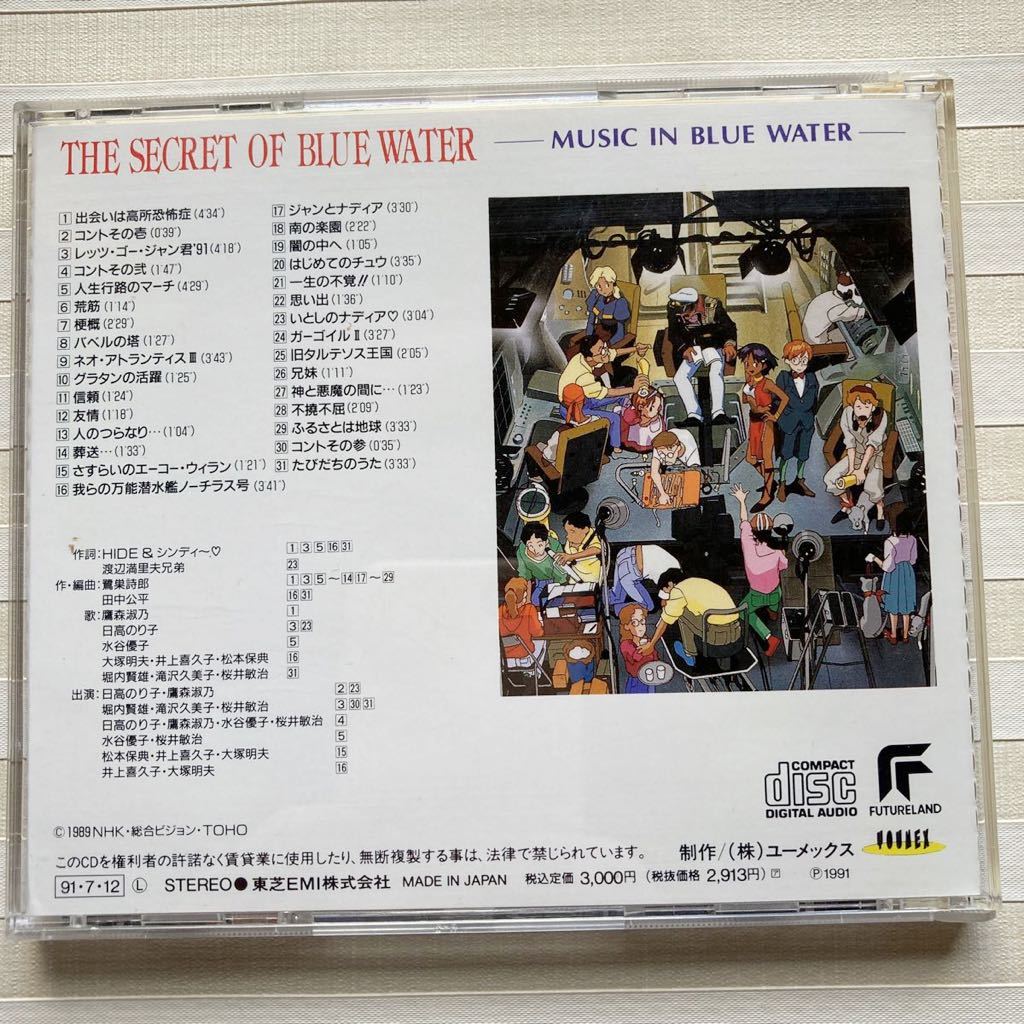 THE SECRET OF BLUE WATER
MUSIC IN BLUE WATER
1 出会いは高所恐怖症(4'34")
2 コントその壱(0'39")
3 レッツ・ゴー・ジャン君'91(4'18")
4 コントその弐(1'47")
5 人生行路のマーチ(4'29")
6 荒筋(1'14")
7 梗概(2'29")
8 バベルの塔(1'27")
9 ネオ・アトランティスⅢ(3'43")
10 グラタンの活躍(1'25")
11 信頼(1'24")
12 友情(1'18")
13 人のつらなり…(1'04")
14 葬送…(1'33")
15 さすらいのエーコー・ウィラン(1'21")
16 我らの万能潜水艦ノーチラス号(3'41")
17 ジャンとナディア(3'30")
18 南の楽園(2'22")
19 闇の中へ(1'05")
20 はじめてのチュウ(3'35")
21 一生の不覚!!(1'10")
22 思い出(1'36")
23 いとしのナディア♡(3'04")
24 ガーゴイルⅡ(3'27")
25 旧タルテソス王国(2'05")
26 兄妹(1'11")
27 神と悪魔の間に…(1'23")
28 不撓不屈(2'09")
29 ふるさとは地球(3'33")
30 コントその参(0'35")
31 たびだちのうた(3'33")
作詞:HIDE & シンディ〜♡ 1 3 5 16 31
渡辺満里夫兄弟 23
作・編曲:鷺巣詩郎 1 3 5〜14 17〜29
田中公平 16 31
歌:鷹森淑乃 1
日高のり子 3 23
水谷優子 5
大塚明夫・井上喜久子・松本保典 16
堀内賢雄・滝沢久美子・桜井敏治 31
出演:日高のり子・鷹森淑乃 2 23
堀内賢雄・滝沢久美子・桜井敏治 3 30 31
日高のり子・鷹森淑乃・水谷優子・桜井敏治 4
水谷優子・桜井敏治 5
松本保典・井上喜久子・大塚明夫 15
井上喜久子・大塚明夫 16
COMPACT
disc
DIGITAL AUDIO
FUTURELAND
©1989 NHK・総合ビジョン・TOHO
このCDを権利者の許諾なく賃貸業に使用したり、無断複製する事は、法律で禁じられています。 制作/(株)ユーメックス
YOUMEX
91・7・12 Ⓛ STEREO● 東芝EMI株式会社 MADE IN JAPAN 税込定価 3,000円(税抜価格 2,913円) ℗1991